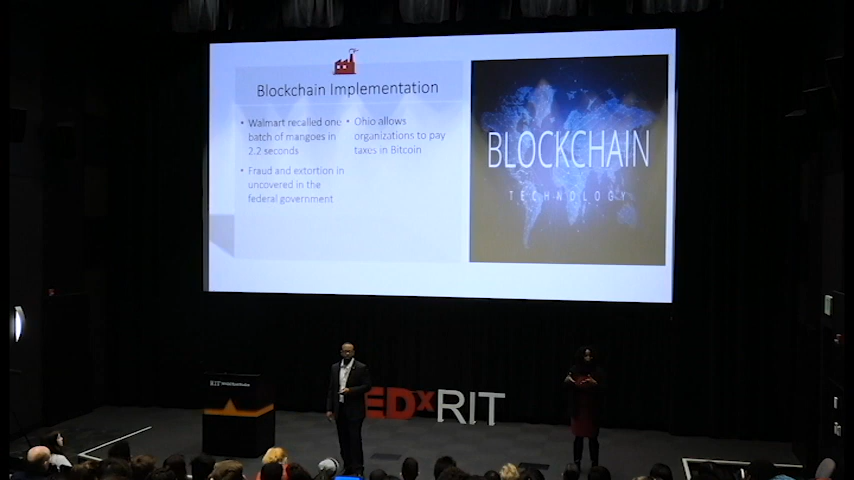 Blockchain Implementation
• Walmart recalled one
batch of mangoes in
2.2 seconds
• Fraud and extortion in
uncovered in the
federal government
• Ohio allows
organizations to pay
taxes in Bitcoin
BLOCKCHAIN
TECHNOLOGY
RIT
EDxRIT